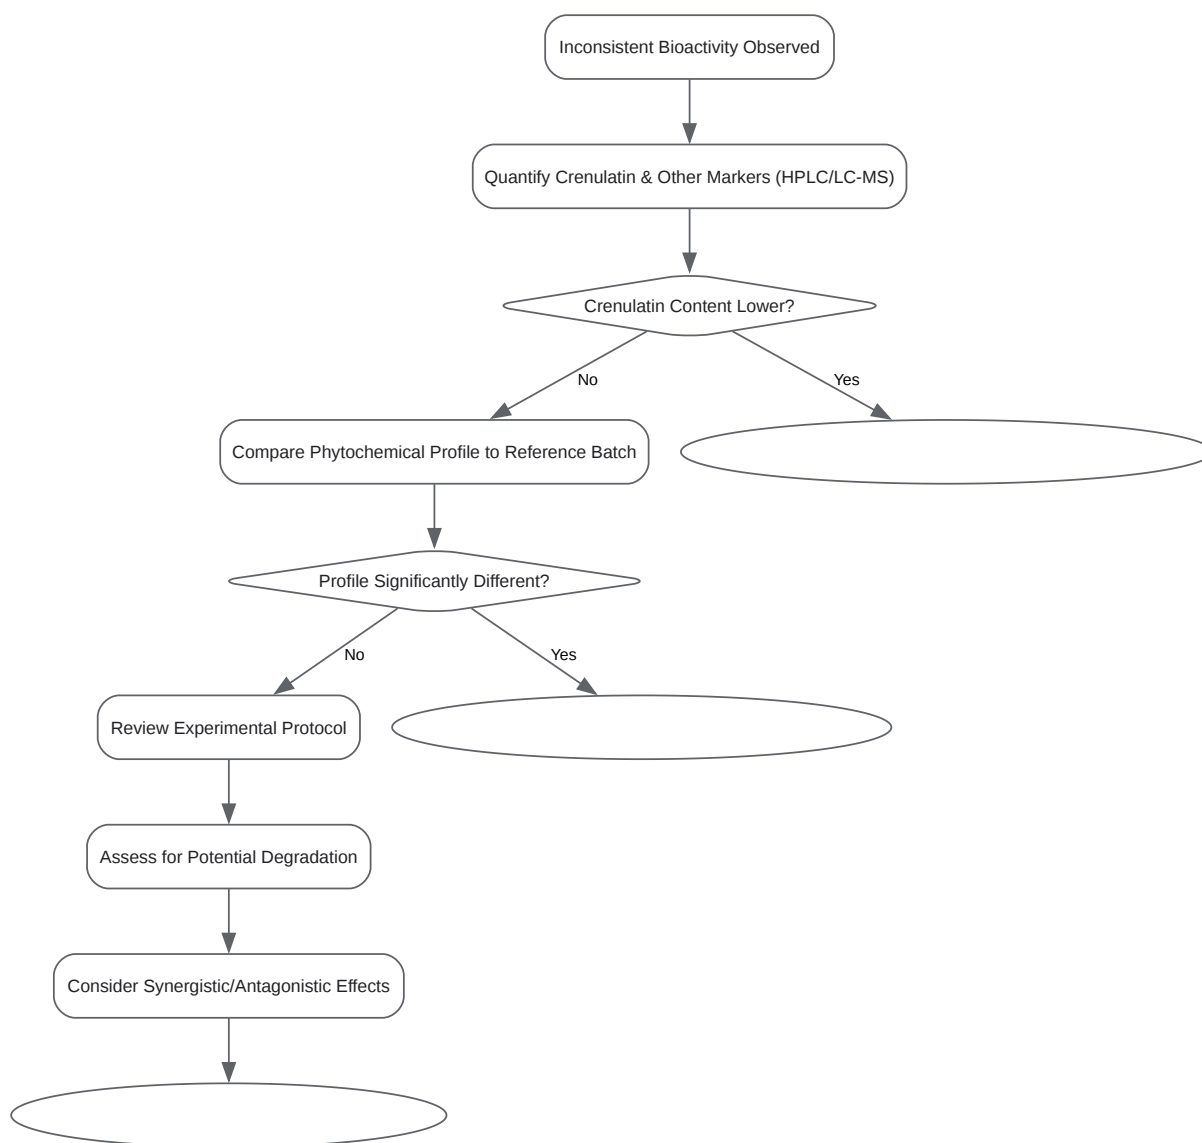 Inconsistent Bioactivity Observed
Quantify Crenulatin & Other Markers (HPLC/LC-MS)
Crenulatin Content Lower?
No
Yes
Compare Phytochemical Profile to Reference Batch
Profile Significantly Different?
No
Yes
Review Experimental Protocol
Assess for Potential Degradation
Consider Synergistic/Antagonistic Effects